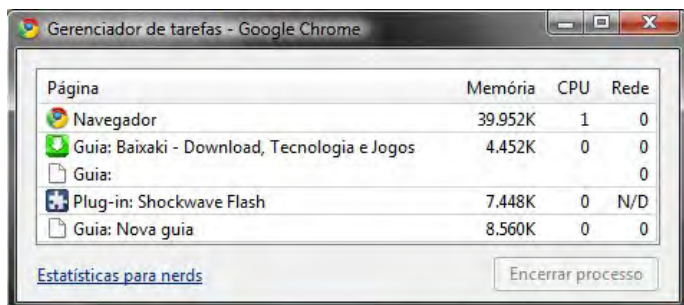 Gerenciador de tarefas - Google Chrome
Página Memória CPU Rede
Navegador 39.952K 1 0
Guia: Baixaki - Download, Tecnologia e Jogos 4.452K 0 0
Guia: 0
Plug-in: Shockwave Flash 7.448K 0 N/D
Guia: Nova guia 8.560K 0 0
Estatísticas para nerds Encerrar processo